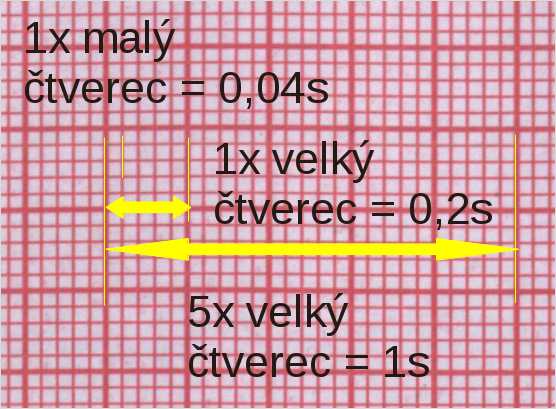 1x malý
čtverec = 0,04s
1x velký
čtverec = 0,2s
5x velký
čtverec = 1s